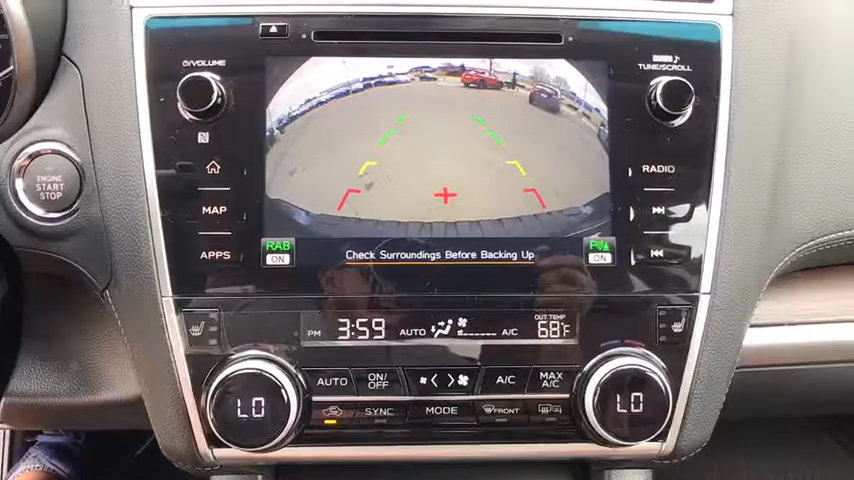 VOLUME
TUNE/SCROLL
ENGINE
START
STOP
MAP
APPS
RADIO
RAB
ON
Check Surroundings Before Backing Up
ON
PM 3:59 AUTO A/C
OUT TEMP
68°F
AUTO
ON/
OFF
A/C
MAX
A/C
LO
LO
SYNC
MODE
FRONT